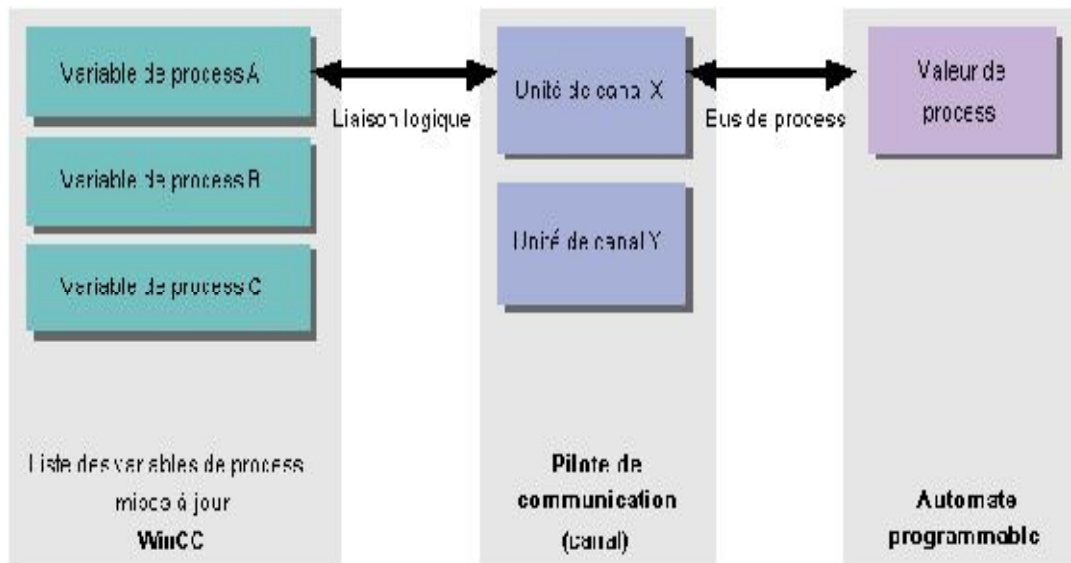 Variable de process A
Variable de process B
Variable de process C
Liste des variables de process
mises à jour
WinCC
Liaison logique
Unité de canal X
Unité de canal Y
Pilote de
communication
(canal)
Bus de process
Valeur de
process
Automate
programmable